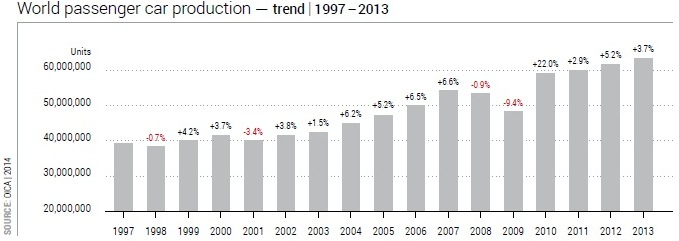 World passenger car production — trend | 1997 – 2013
Units
60,000,000
50,000,000
40,000,000
30,000,000
20,000,000
-0.7% +4.2% +3.7% -3.4% +3.8% +1.5% +6.2% +5.2% +6.5% +6.6% -0.9% -9.4% +22.0% +2.9% +5.2% +3.7%
1997 1998 1999 2000 2001 2002 2003 2004 2005 2006 2007 2008 2009 2010 2011 2012 2013
SOURCE: OICA | 2014